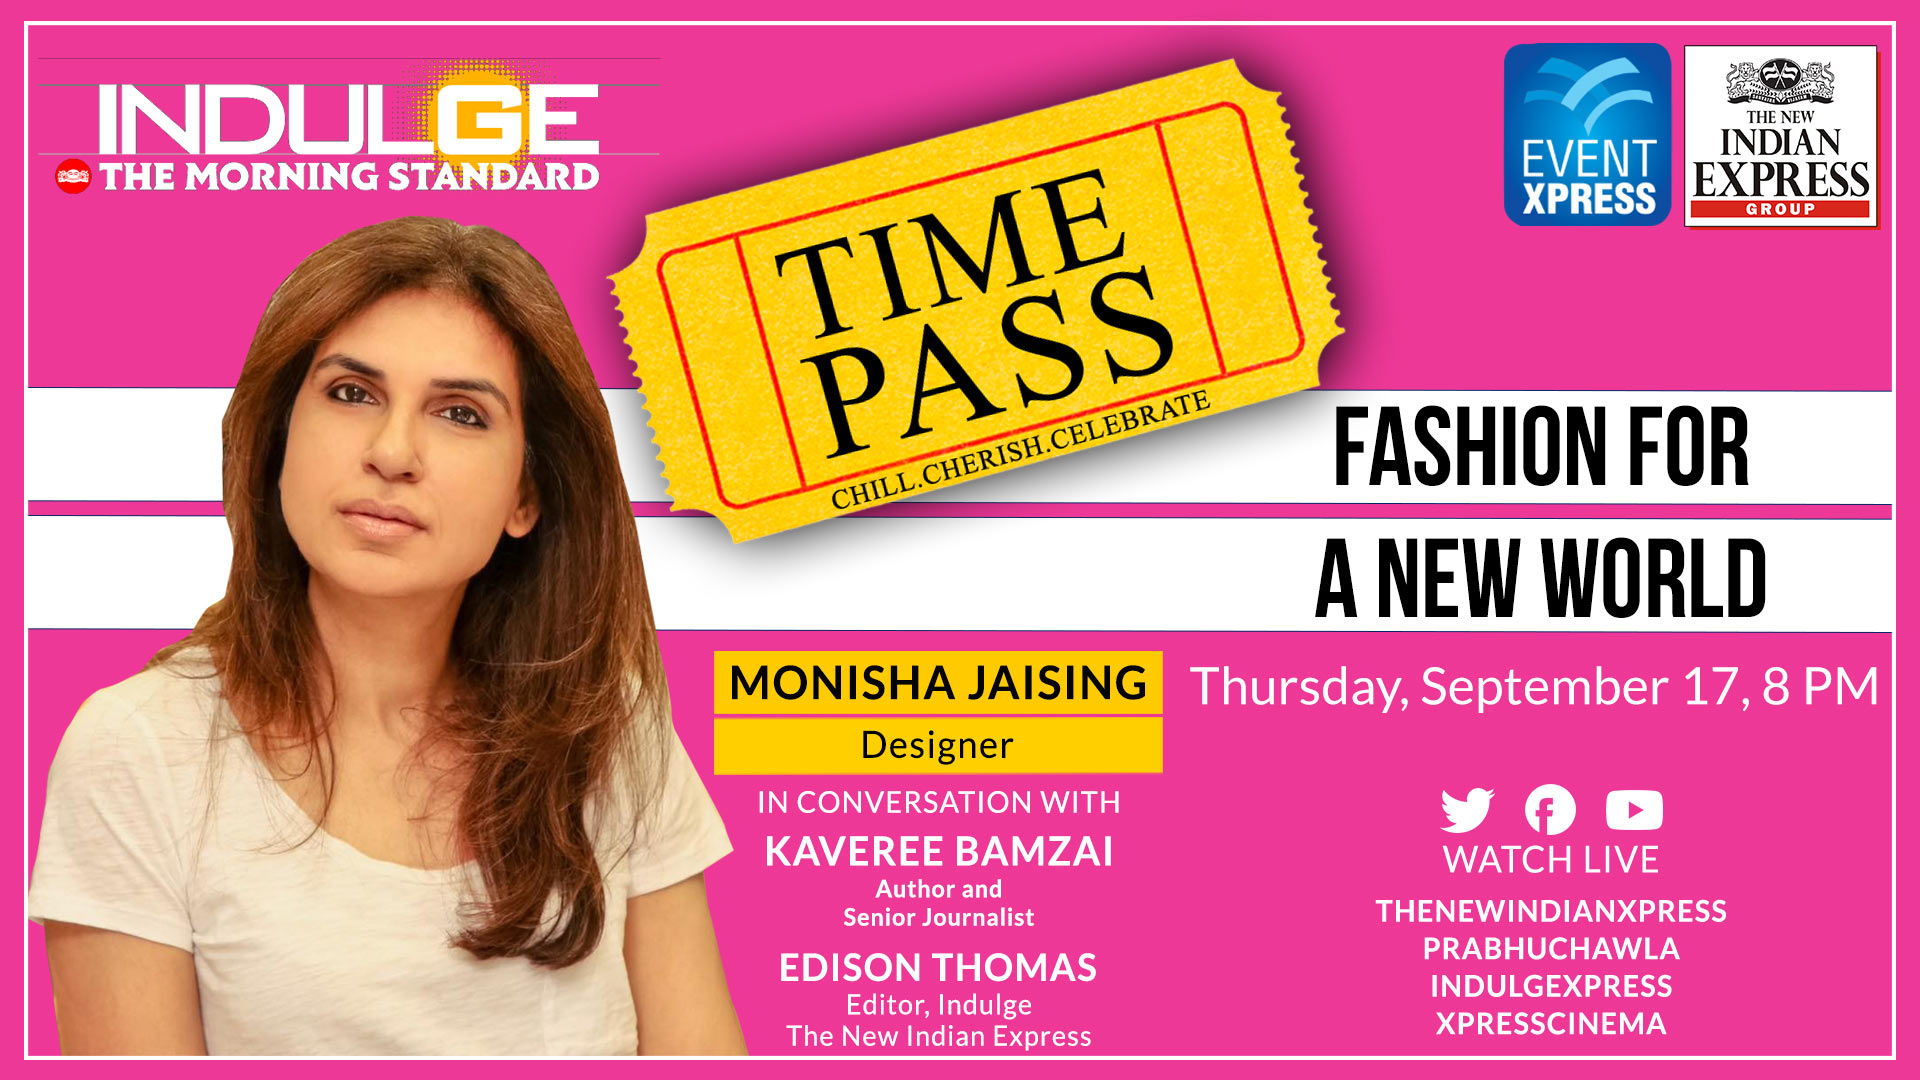 INDULGE
THE MORNING STANDARD
TIME
PASS
CHILL.CHERISH.CELEBRATE
EVENT
XPRESS
THE NEW
INDIAN
EXPRESS
GROUP
FASHION FOR
A NEW WORLD
MONISHA JAISING
Designer
IN CONVERSATION WITH
KAVEREE BAMZAI
Author and
Senior Journalist
EDISON THOMAS
Editor, Indulge
The New Indian Express
Thursday, September 17, 8 PM
WATCH LIVE
THENEWINDIANXPRESS
PRABHUCHAWLA
INDULGEXPRESS
XPRESSCINEMA